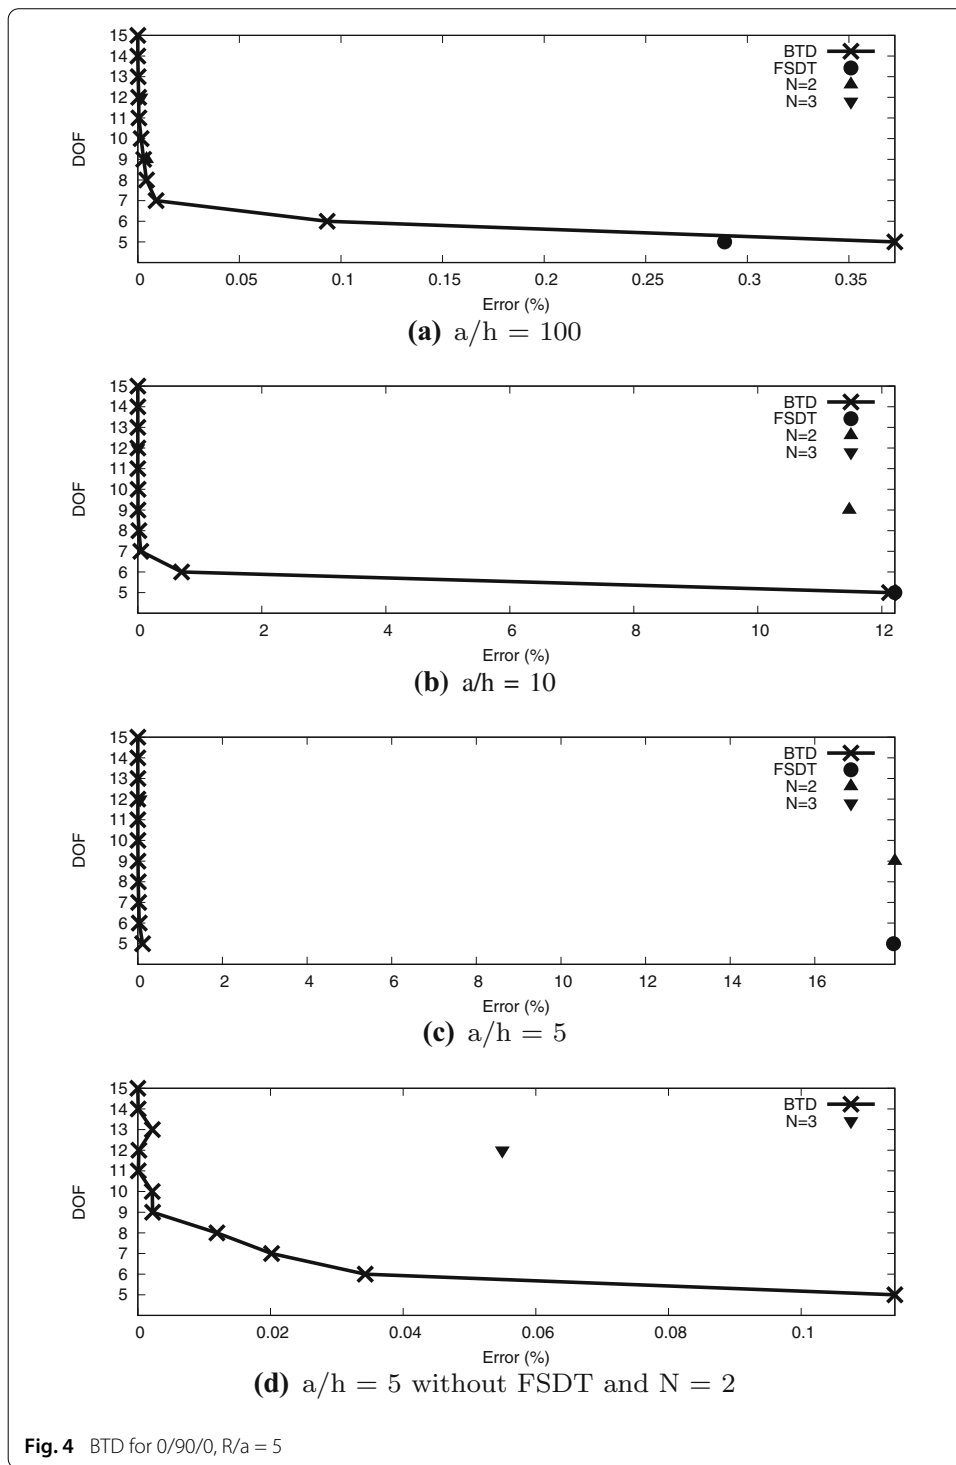 15
14
13
12
11
10
9
8
7
6
5
DOF
BTD
FSDT
N=2
N=3
0 0.05 0.1 0.15 0.2 0.25 0.3 0.35
Error (%)
(a) a/h = 100
15
14
13
12
11
10
9
8
7
6
5
DOF
BTD
FSDT
N=2
N=3
0 2 4 6 8 10 12
Error (%)
(b) a/h = 10
15
14
13
12
11
10
9
8
7
6
5
DOF
BTD
FSDT
N=2
N=3
0 2 4 6 8 10 12 14 16
Error (%)
(c) a/h = 5
15
14
13
12
11
10
9
8
7
6
5
DOF
BTD
N=3
0 0.02 0.04 0.06 0.08 0.1
Error (%)
(d) a/h = 5 without FSDT and N = 2
Fig. 4 BTD for 0/90/0, R/a = 5